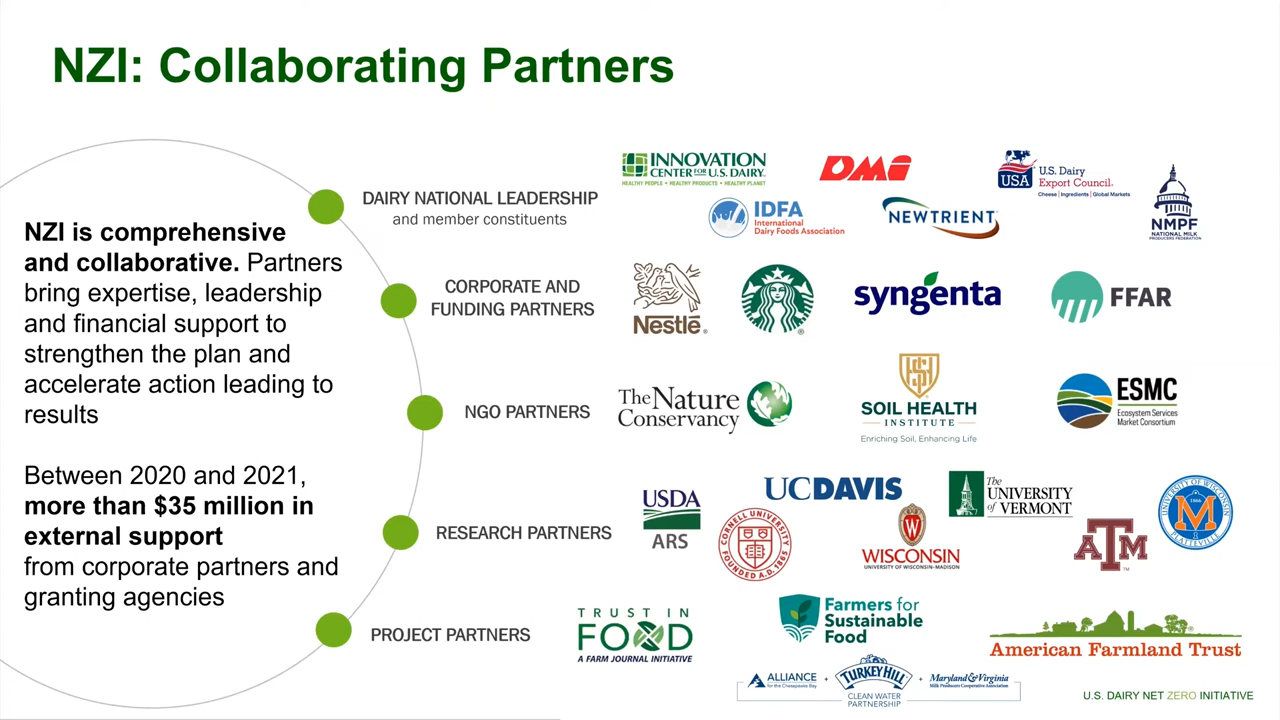 NZI: Collaborating Partners
NZI is comprehensive
and collaborative. Partners
bring expertise, leadership
and financial support to
strengthen the plan and
accelerate action leading to
results
Between 2020 and 2021,
more than $35 million in
external support
from corporate partners and
granting agencies
DAIRY NATIONAL LEADERSHIP
and member constituents
INNOVATION
CENTER FOR U.S. DAIRY.
HEALTHY PEOPLE • HEALTHY PRODUCTS • HEALTHY PLANET
DMI
USA
U.S. Dairy
Export Council.
Cheese | Ingredients | Global Markets
IDFA
International
Dairy Foods Association
NEWTRIENT
NMPF
NATIONAL MILK
PRODUCERS FEDERATION
CORPORATE AND
FUNDING PARTNERS
Nestlé
syngenta
FFAR
NGO PARTNERS
The Nature
Conservancy
SOIL HEALTH
INSTITUTE
Enriching Soil, Enhancing Life
ESMC
Ecosystem Services
Market Consortium
RESEARCH PARTNERS
USDA
ARS
UCDAVIS
CORNELL UNIVERSITY
FOUNDED A.D. 1865
W
WISCONSIN
UNIVERSITY OF WISCONSIN–MADISON
The
UNIVERSITY
of VERMONT
ATM
TM
UNIVERSITY OF WISCONSIN
1866
M
PLATTEVILLE
PROJECT PARTNERS
TRUST IN
FOOD
A FARM JOURNAL INITIATIVE
Farmers for
Sustainable
Food
American Farmland Trust
ALLIANCE
for the Chesapeake Bay
+
TURKEY HILL
CLEAN WATER
PARTNERSHIP
+
Maryland & Virginia
Milk Producers Cooperative Association
U.S. DAIRY NET ZERO INITIATIVE